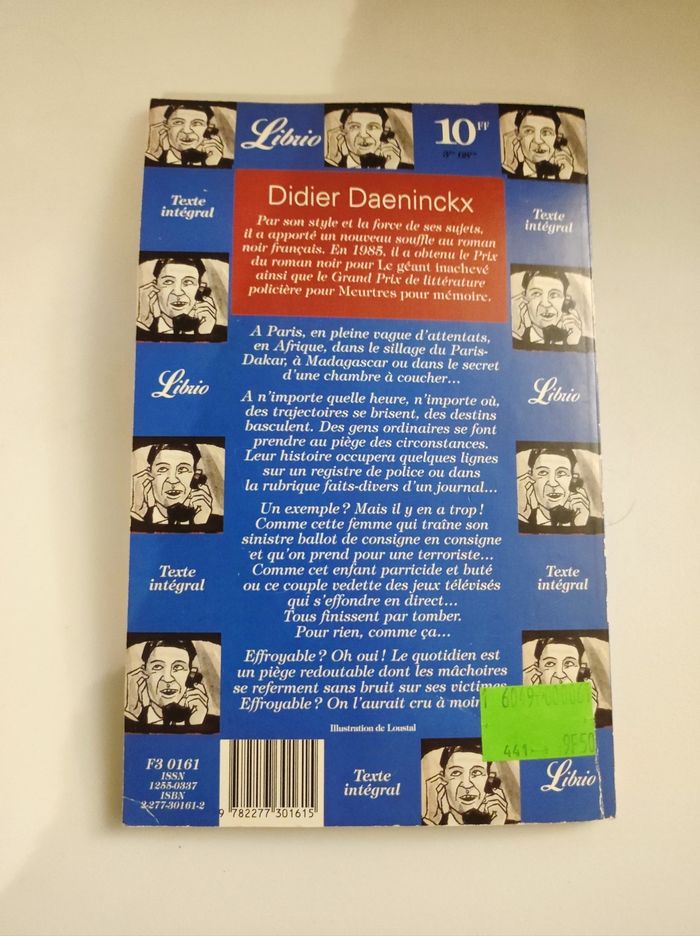 Librio
10FF
Texte intégral
Texte intégral
Didier Daeninckx
Par son style et la force de ses sujets,
il a apporté un nouveau souffle au roman
noir français. En 1985, il a obtenu le Prix
du roman noir pour Le géant inachevé
ainsi que le Grand Prix de littérature
policière pour Meurtres pour mémoire.
A Paris, en pleine vague d'attentats,
en Afrique, dans le sillage du Paris-
Dakar, à Madagascar ou dans le secret
d'une chambre à coucher...
Librio
Librio
A n'importe quelle heure, n'importe où,
des trajectoires se brisent, des destins
basculent. Des gens ordinaires se font
prendre au piège des circonstances.
Leur histoire occupera quelques lignes
sur un registre de police ou dans
la rubrique faits-divers d'un journal...
Un exemple ? Mais il y en a trop !
Comme cette femme qui traîne son
sinistre ballot de consigne en consigne
et qu'on prend pour une terroriste...
Comme cet enfant parricide et buté
ou ce couple vedette des jeux télévisés
qui s'effondre en direct...
Tous finissent par tomber.
Pour rien, comme ça...
Texte
intégral
Texte
intégral
Effroyable ? Oh oui ! Le quotidien est
un piège redoutable dont les mâchoires
se referment sans bruit sur ses victimes
Effroyable ? On l'aurait cru à
Illustration de Loustal
441 9F50
F3 0161
ISSN
1255-0337
ISBN
2-277-30161-2
9 782277 301615
Texte
intégral
Librio